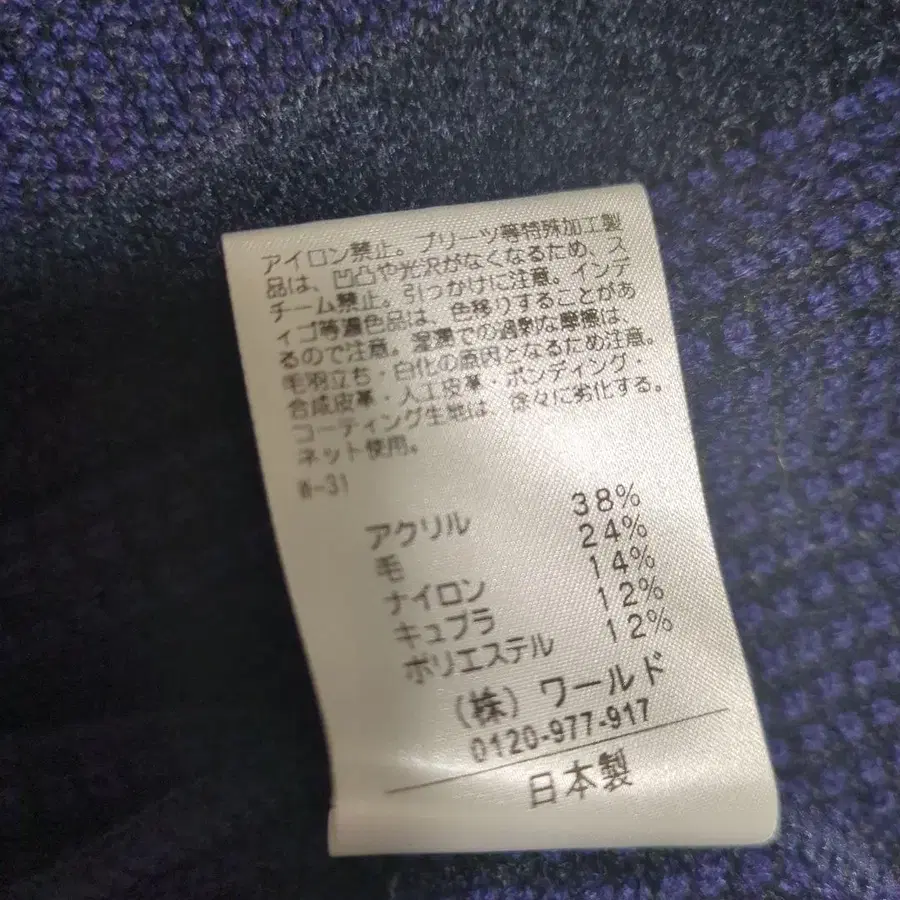 アイロン禁止。プリーツ等特殊加工製
品は、凹凸や光沢がなくなるため、ス
チーム禁止。引っかけに注意。インデ
ィゴ等濃色品は、色移りすることがあ
るので注意。湿濡での過剰な摩擦は
毛羽立ち・白化の原因となるため注意。
合成皮革・人工皮革・ボンディング・
コーティング生地は、徐々に劣化する。
ネット使用。
W-31
アクリル 38%
毛 24%
ナイロン 14%
キュプラ 12%
ポリエステル 12%
(株) ワールド
0120-977-917
日本製